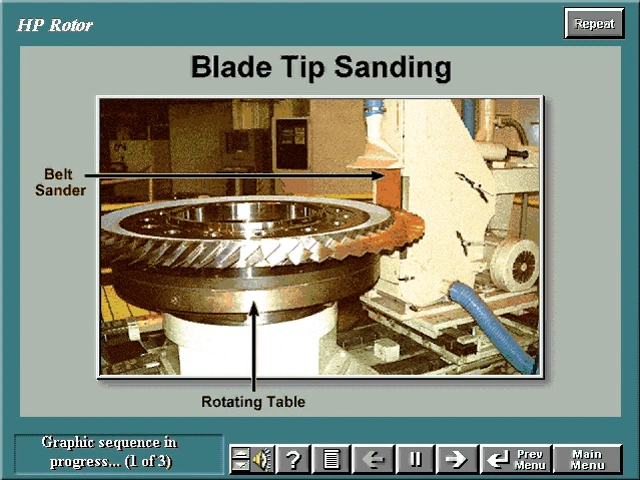 HP Rotor
Repeat
Blade Tip Sanding
Belt
Sander
Rotating Table
Graphic sequence in
progress... (1 of 3)
?
Prev
Menu
Main
Menu